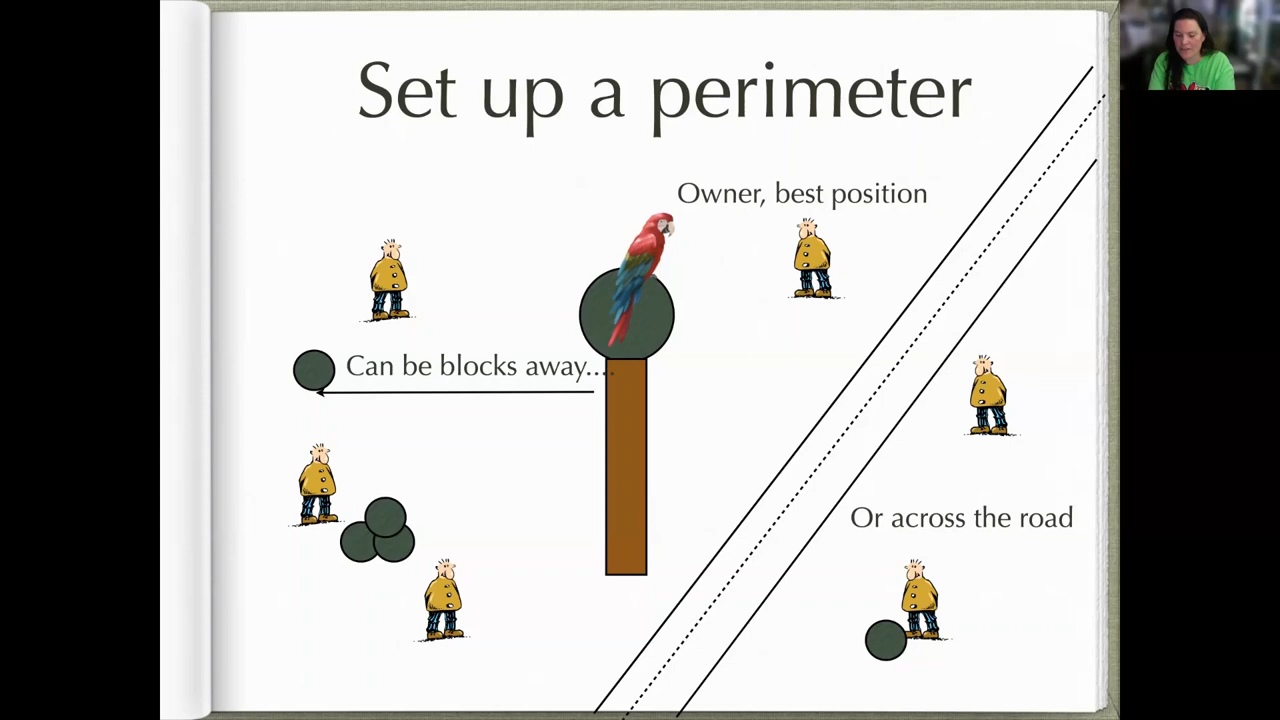 Set up a perimeter
Owner, best position
Can be blocks away....
Or across the road